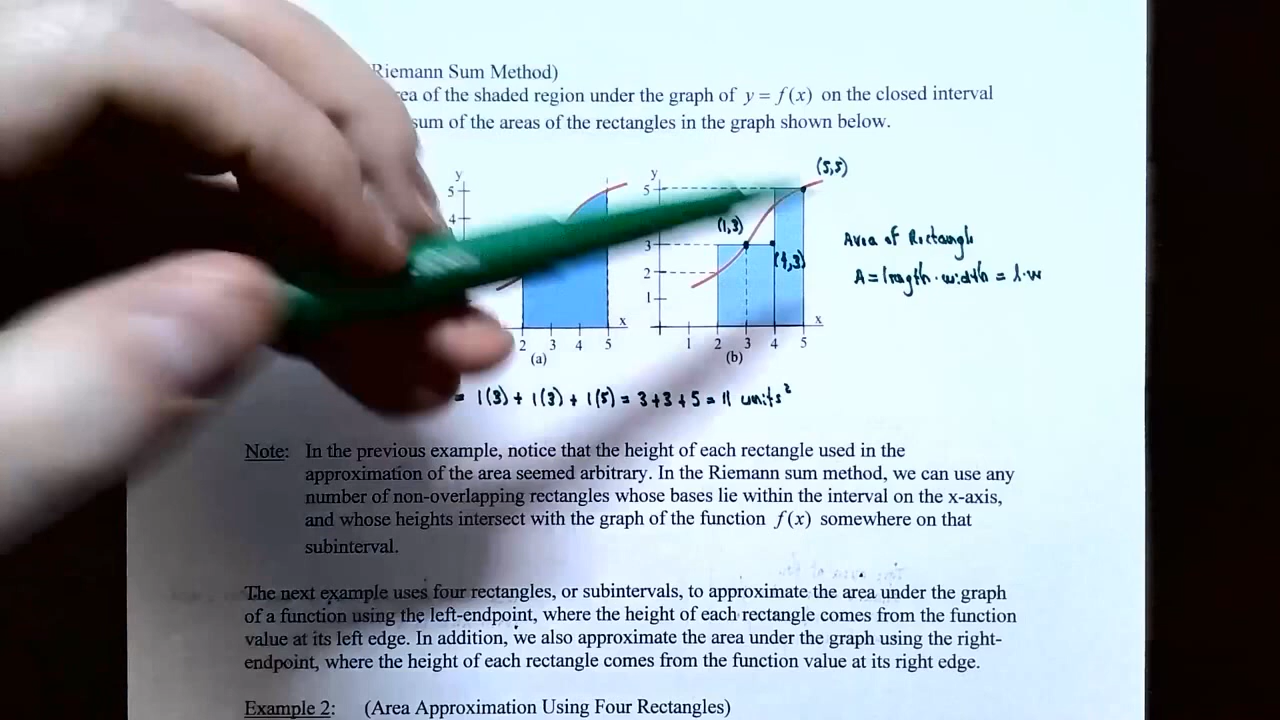 Riemann Sum Method)
ea of the shaded region under the graph of y = f(x) on the closed interval
sum of the areas of the rectangles in the graph shown below.
y
5
4
2 3 4 5 x
(a)
y
5
3
2
1
1 2 3 4 5 x
(b)
(5,5)
(1,3)
(4,3)
Area of Rectangle
A = length · width = l·w
= 1(3) + 1(3) + 1(5) = 3+3+5 = 11 units²
Note: In the previous example, notice that the height of each rectangle used in the
approximation of the area seemed arbitrary. In the Riemann sum method, we can use any
number of non-overlapping rectangles whose bases lie within the interval on the x-axis,
and whose heights intersect with the graph of the function f(x) somewhere on that
subinterval.
The next example uses four rectangles, or subintervals, to approximate the area under the graph
of a function using the left-endpoint, where the height of each rectangle comes from the function
value at its left edge. In addition, we also approximate the area under the graph using the right-
endpoint, where the height of each rectangle comes from the function value at its right edge.
Example 2: (Area Approximation Using Four Rectangles)